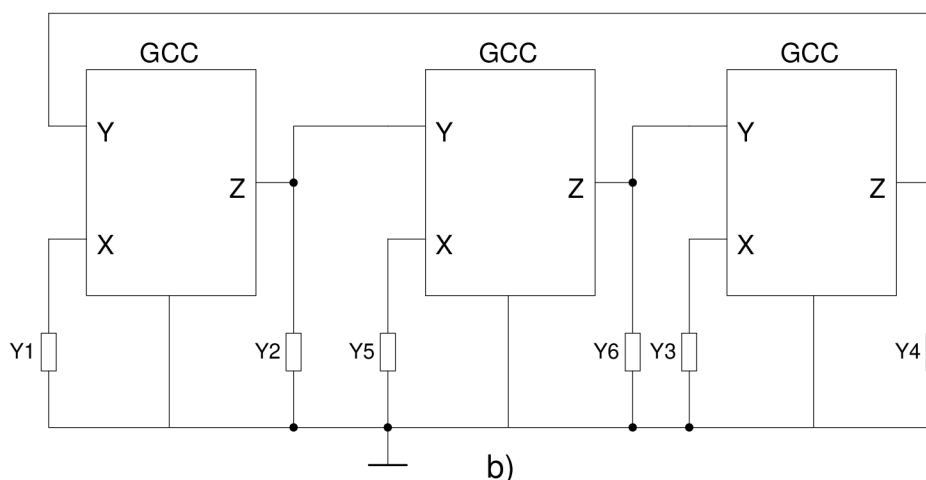 GCC GCC GCC
Y Y Y
Z Z Z
X X X
Y1 Y2 Y5 Y6 Y3 Y4
b)